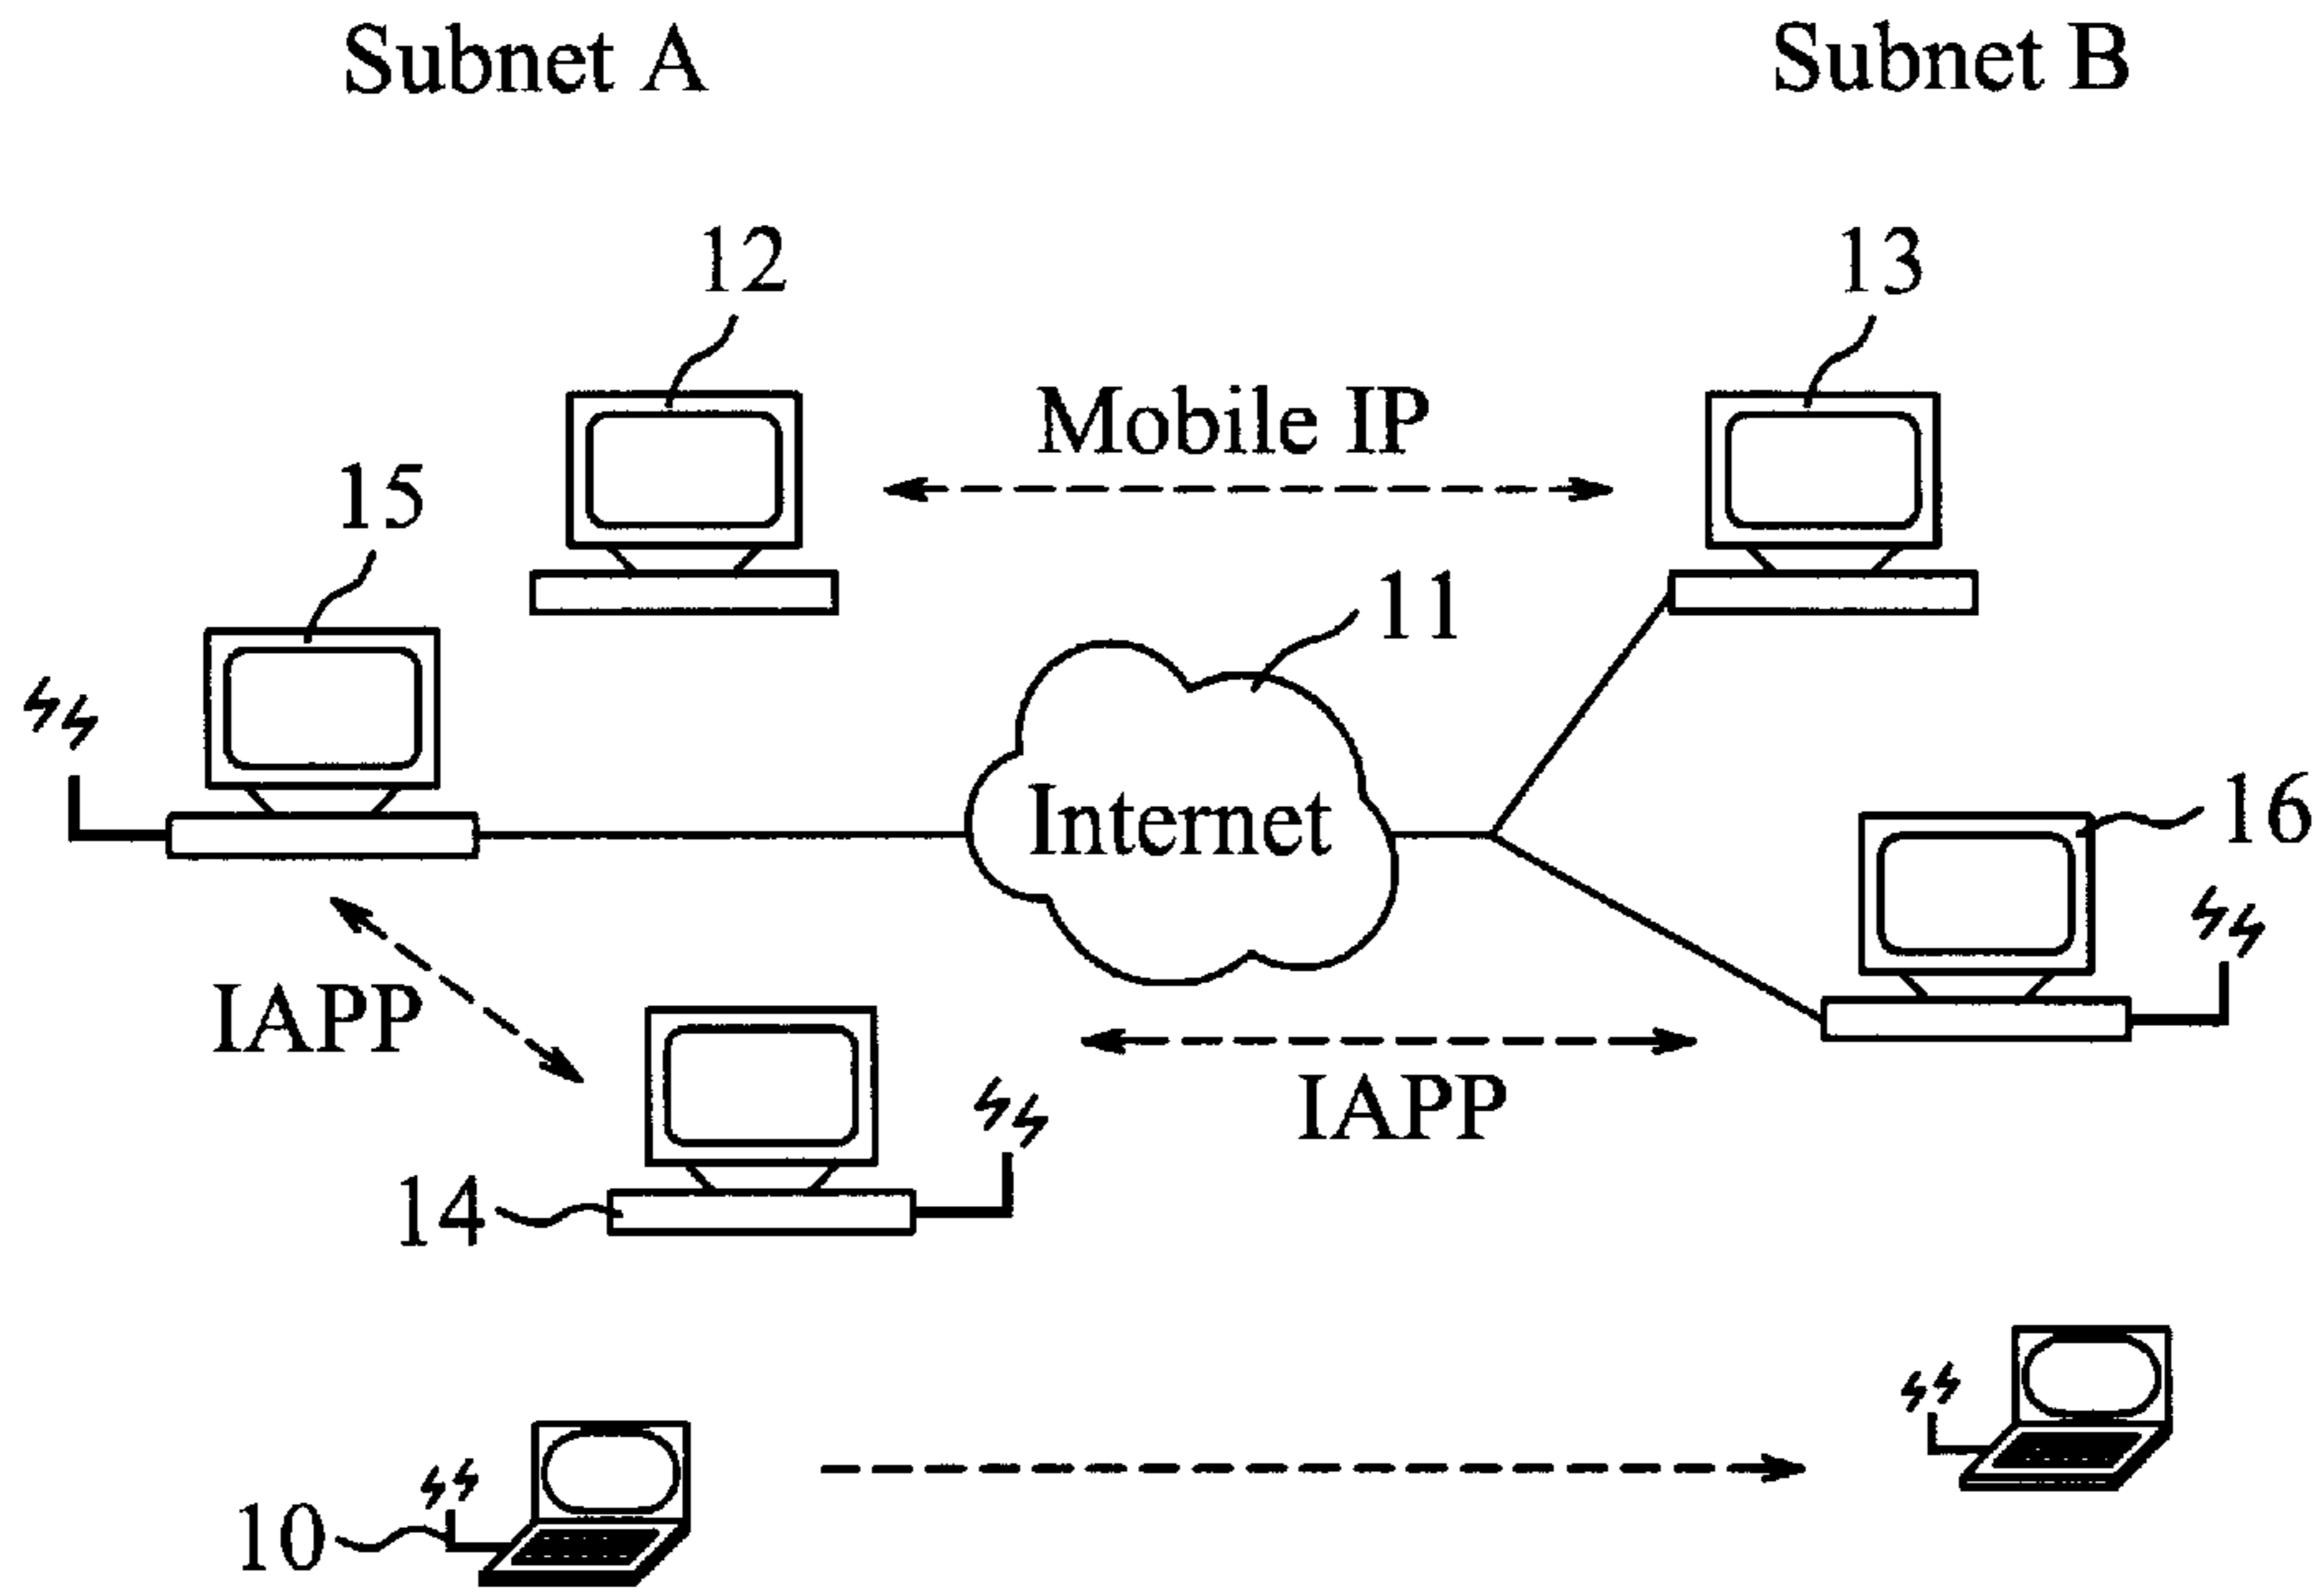 Subnet A
Subnet B
12
13
Mobile IP
15
11
Internet
16
IAPP
IAPP
14
10